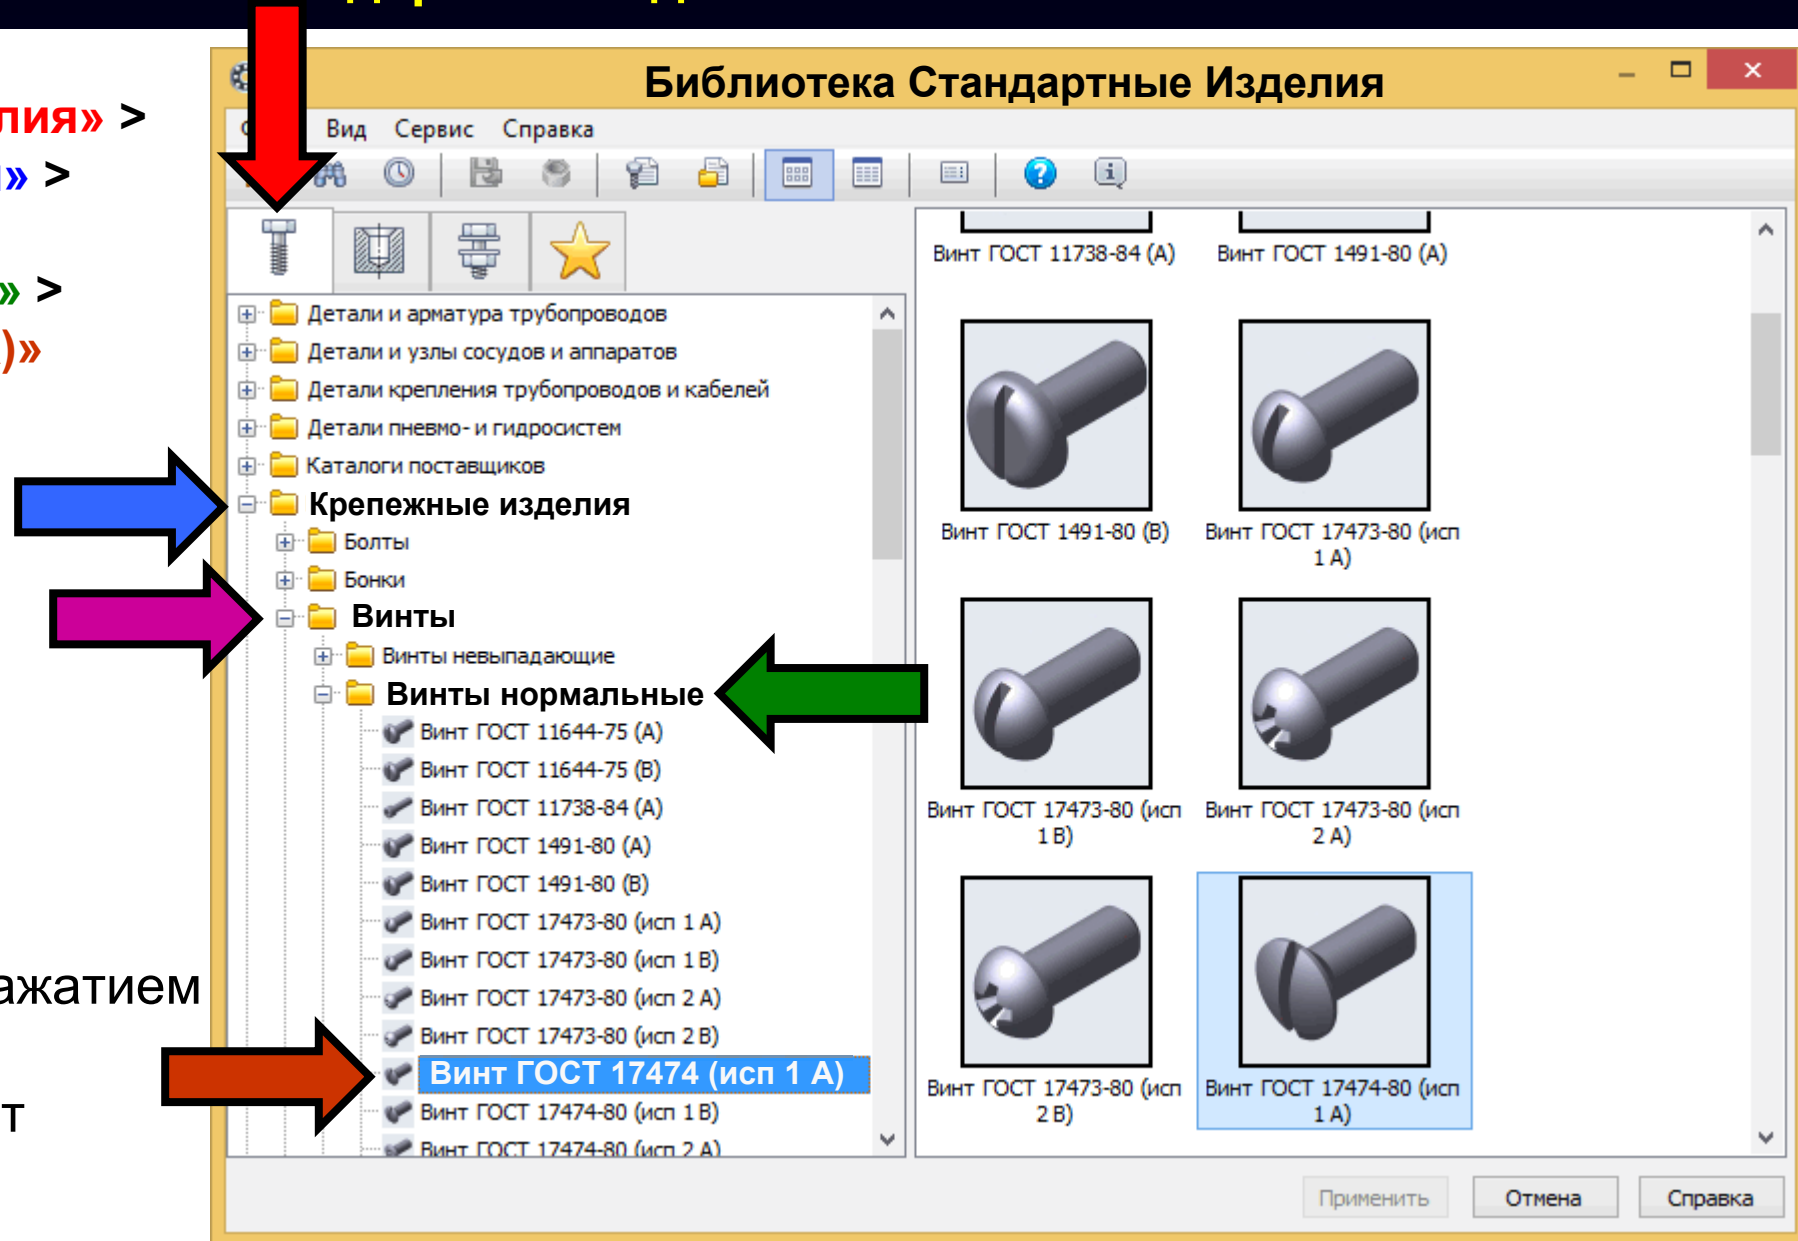 Библиотека Стандартные Изделия
лия» >
» >
» >
)»
Вид Сервис Справка
Детали и арматура трубопроводов
Детали и узлы сосудов и аппаратов
Детали крепления трубопроводов и кабелей
Детали пневмо- и гидросистем
Каталоги поставщиков
Крепежные изделия
Болты
Бонки
Винты
Винты невыпадающие
Винты нормальные
Винт ГОСТ 11644-75 (A)
Винт ГОСТ 11644-75 (B)
Винт ГОСТ 11738-84 (A)
Винт ГОСТ 1491-80 (A)
Винт ГОСТ 1491-80 (B)
Винт ГОСТ 17473-80 (исп 1 A)
Винт ГОСТ 17473-80 (исп 1 B)
Винт ГОСТ 17473-80 (исп 2 A)
Винт ГОСТ 17473-80 (исп 2 B)
Винт ГОСТ 17474 (исп 1 А)
Винт ГОСТ 17474-80 (исп 1 B)
Винт ГОСТ 17474-80 (исп 2 A)
ажатием
т
Винт ГОСТ 11738-84 (A)
Винт ГОСТ 1491-80 (A)
Винт ГОСТ 1491-80 (B)
Винт ГОСТ 17473-80 (исп
1 A)
Винт ГОСТ 17473-80 (исп
1 B)
Винт ГОСТ 17473-80 (исп
2 A)
Винт ГОСТ 17473-80 (исп
2 B)
Винт ГОСТ 17474-80 (исп
1 A)
Применить
Отмена
Справка